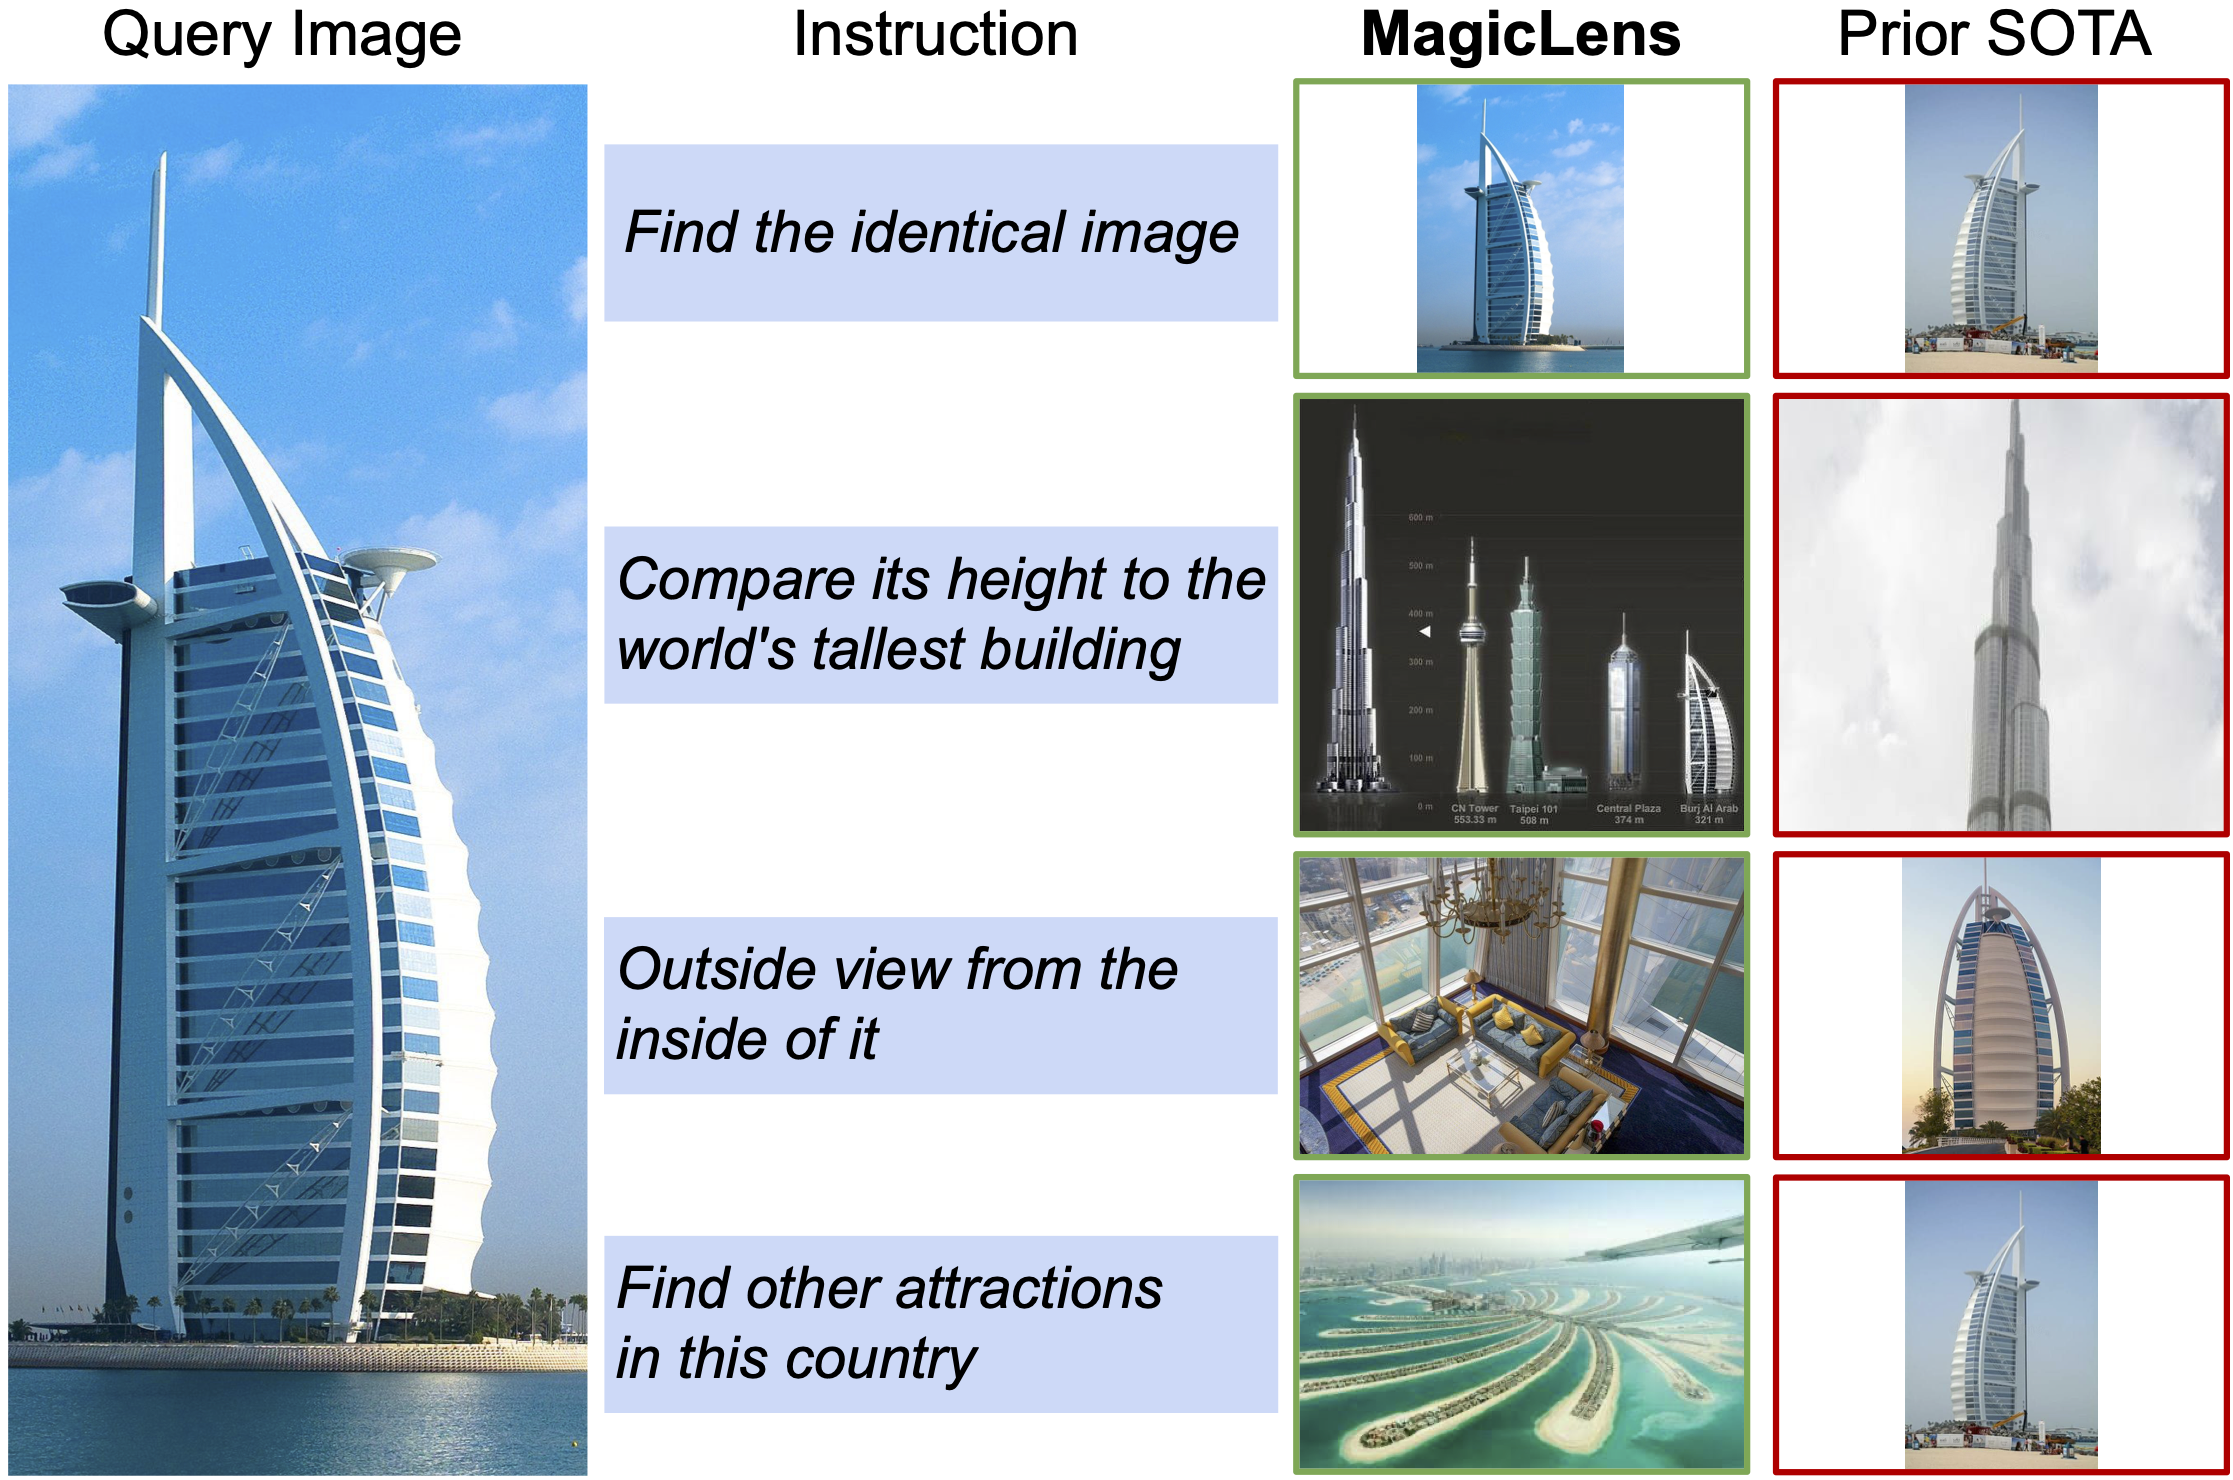 Query Image
Instruction
MagicLens
Prior SOTA
Find the identical image
Compare its height to the
world's tallest building
600 m
500 m
400 m
300 m
200 m
100 m
0 m
CN Tower
553.33 m
Taipei 101
508 m
Central Plaza
374 m
Burj Al Arab
321 m
Outside view from the
inside of it
Find other attractions
in this country